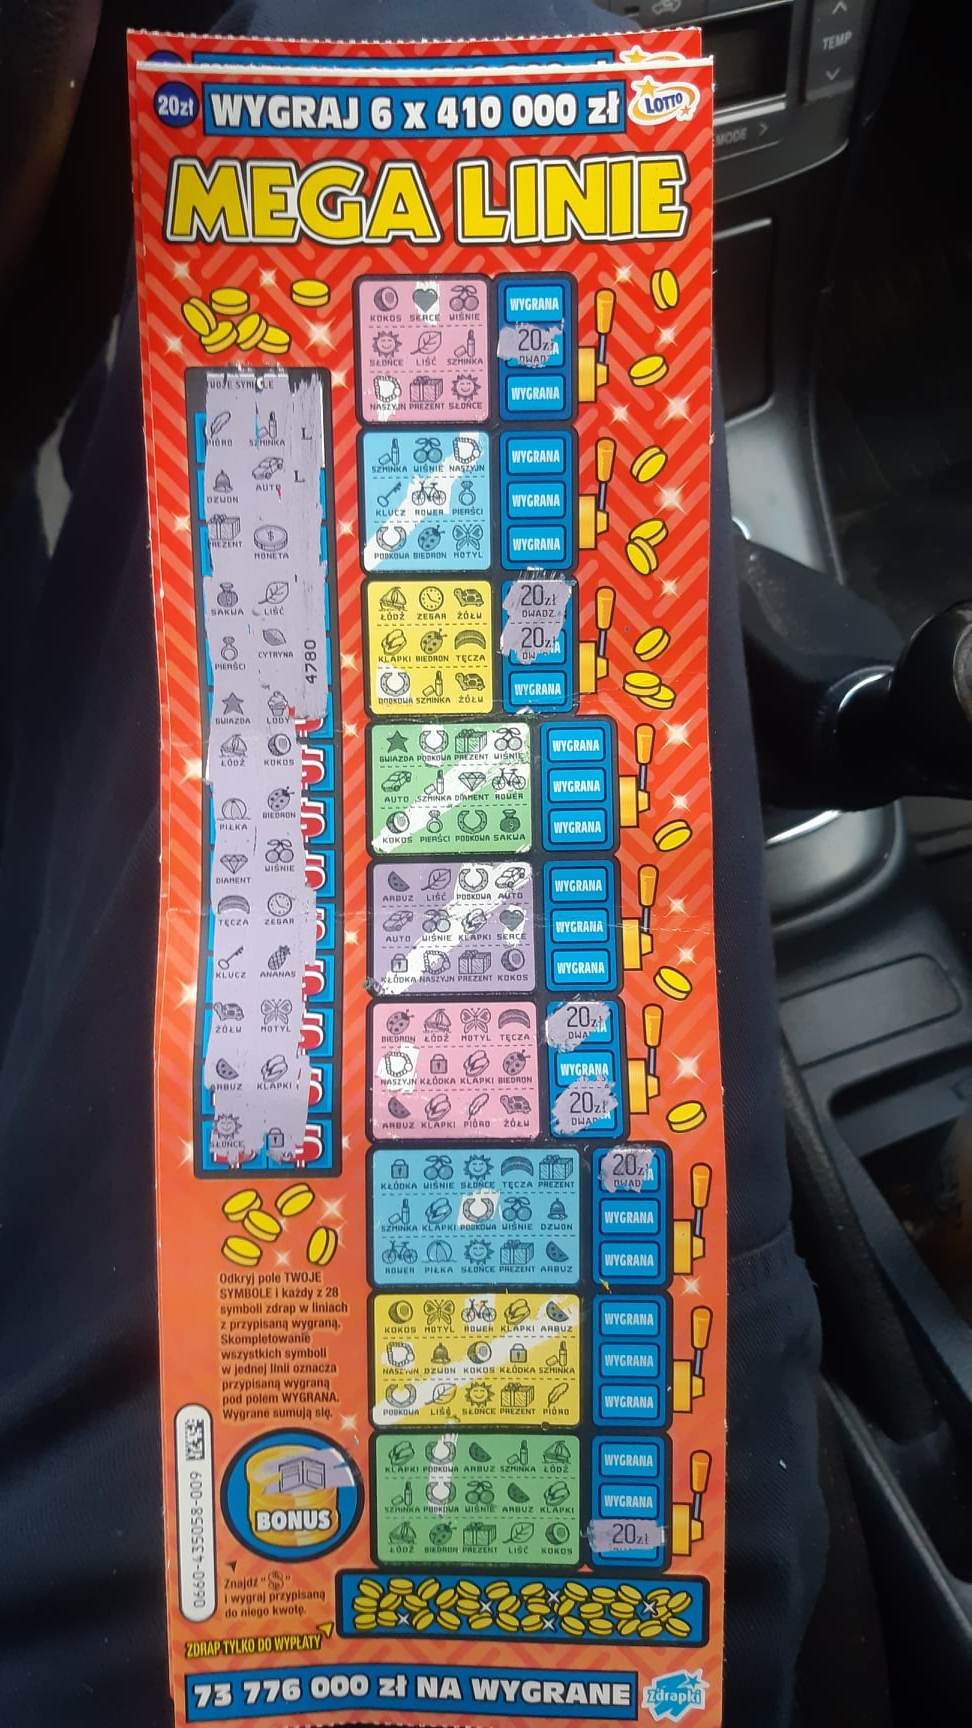 TEMP
MODE
20zł WYGRAJ 6 x 410 000 zł LOTTO
MEGA LINIE
KOKOS SERCE WIŚNIE
SŁOŃCE LIŚĆ SZMINKA
NASZYJN PREZENT SŁOŃCE
WYGRANA
20zł
WYGRANA
SZMINKA WIŚNIE NASZYJN
KLUCZ ROWER PIERŚCI
PODKOWA BIEDRON MOTYL
WYGRANA
WYGRANA
WYGRANA
ŁÓDŹ ZEGAR ŻÓŁW
KLAPKI BIEDRON TĘCZA
PODKOWA SZMINKA ŻÓŁW
20zł
DWADZ
20zł
WYGRANA
GWIAZDA PODKOWA PREZENT WIŚNIE
AUTO SZMINKA DIAMENT ROWER
KOKOS PIERŚCI PODKOWA SAKWA
WYGRANA
WYGRANA
WYGRANA
ARBUZ LIŚĆ PODKOWA AUTO
AUTO WIŚNIE KLAPKI SERCE
KŁÓDKA NASZYJN PREZENT KOKOS
WYGRANA
WYGRANA
WYGRANA
BIEDRON ŁÓDŹ MOTYL TĘCZA
NASZYJN KŁÓDKA KLAPKI BIEDRON
ARBUZ KLAPKI PIÓRO ŻÓŁW
20zł
DWA
WYGRANA
20zł
DWA
KŁÓDKA WIŚNIE SŁOŃCE TĘCZA PREZENT
SZMINKA KLAPKI PODKOWA WIŚNIE DZWON
ROWER PIŁKA SŁOŃCE PREZENT ARBUZ
20zł
DWAD
WYGRANA
WYGRANA
KOKOS MOTYL ROWER KLAPKI ARBUZ
NASZYJN DZWON KOKOS KŁÓDKA SZMINKA
PODKOWA LIŚĆ SŁOŃCE PREZENT PIÓRO
WYGRANA
WYGRANA
WYGRANA
KLAPKI PODKOWA ARBUZ SZMINKA ŁÓDŹ
SZMINKA PODKOWA WIŚNIE ARBUZ KLAPKI
ŁÓDŹ BIEDRON PREZENT LIŚĆ KOKOS
WYGRANA
WYGRANA
20zł
TWOJE SYMBOLE
PIÓRO SZMINKA
DZWON AUTO
PREZENT MONETA
SAKWA LIŚĆ
PIERŚCI CYTRYNA
4780
GWIAZDA LODY
ŁÓDŹ KOKOS
PIŁKA BIEDRON
DIAMENT WIŚNIE
TĘCZA ZEGAR
KLUCZ ANANAS
ŻÓŁW MOTYL
ARBUZ KLAPKI
SŁOŃCE
Odkryj pole TWOJE
SYMBOLE i każdy z 28
symboli zdrap w liniach
z przypisaną wygraną.
Skompletowanie
wszystkich symboli
w jednej linii oznacza
przypisaną wygraną
pod polem WYGRANA.
Wygrane sumują się.
0660-435058-009
BONUS
Znajdź "$"
i wygraj przypisaną
do niego kwotę.
ZDRAP TYLKO DO WYPŁATY
73 776 000 zł NA WYGRANE Zdrapki